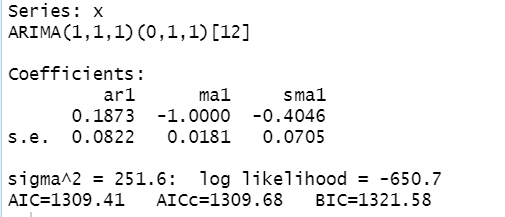 Series: x
ARIMA(1,1,1)(0,1,1)[12]
Coefficients:
ar1 ma1 sma1
0.1873 -1.0000 -0.4046
s.e. 0.0822 0.0181 0.0705
sigma^2 = 251.6: log likelihood = -650.7
AIC=1309.41 AICc=1309.68 BIC=1321.58